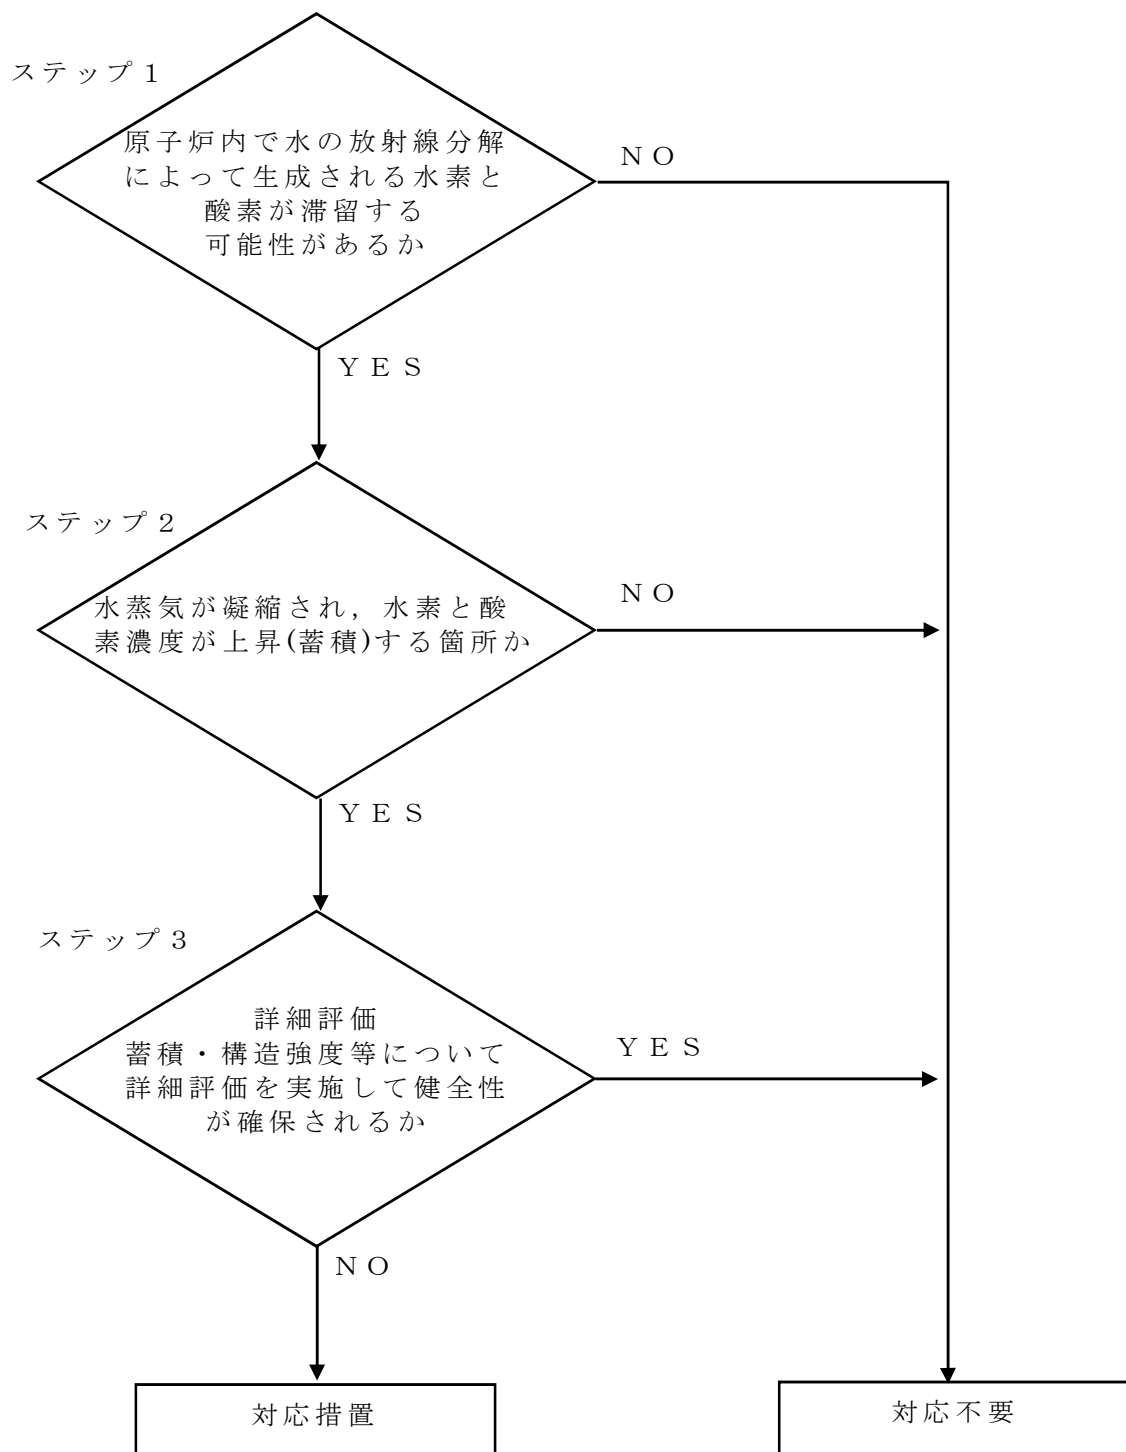 ステップ1
原子炉内で水の放射線分解
によって生成される水素と
酸素が滞留する
可能性があるか
NO
YES
ステップ2
水蒸気が凝縮され，水素と酸
素濃度が上昇(蓄積)する箇所か
NO
YES
ステップ3
詳細評価
蓄積・構造強度等について
詳細評価を実施して健全性
が確保されるか
YES
NO
対応措置
対応不要